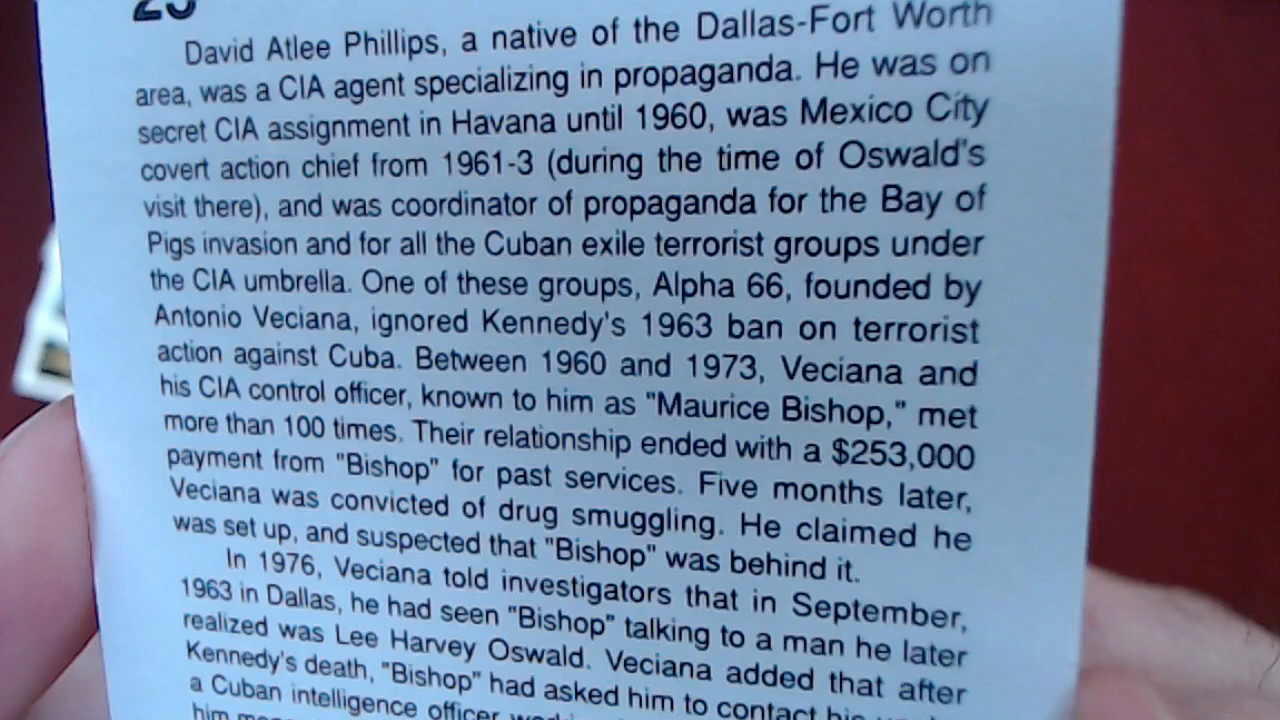 David Atlee Phillips, a native of the Dallas-Fort Worth
area, was a CIA agent specializing in propaganda. He was on
secret CIA assignment in Havana until 1960, was Mexico City
covert action chief from 1961-3 (during the time of Oswald's
visit there), and was coordinator of propaganda for the Bay of
Pigs invasion and for all the Cuban exile terrorist groups under
the CIA umbrella. One of these groups, Alpha 66, founded by
Antonio Veciana, ignored Kennedy's 1963 ban on terrorist
action against Cuba. Between 1960 and 1973, Veciana and
his CIA control officer, known to him as "Maurice Bishop," met
more than 100 times. Their relationship ended with a $253,000
payment from "Bishop" for past services. Five months later,
Veciana was convicted of drug smuggling. He claimed he
was set up, and suspected that "Bishop" was behind it.
In 1976, Veciana told investigators that in September,
1963 in Dallas, he had seen "Bishop" talking to a man he later
realized was Lee Harvey Oswald. Veciana added that after
Kennedy's death, "Bishop" had asked him to contact his
a Cuban intelligence officer
him